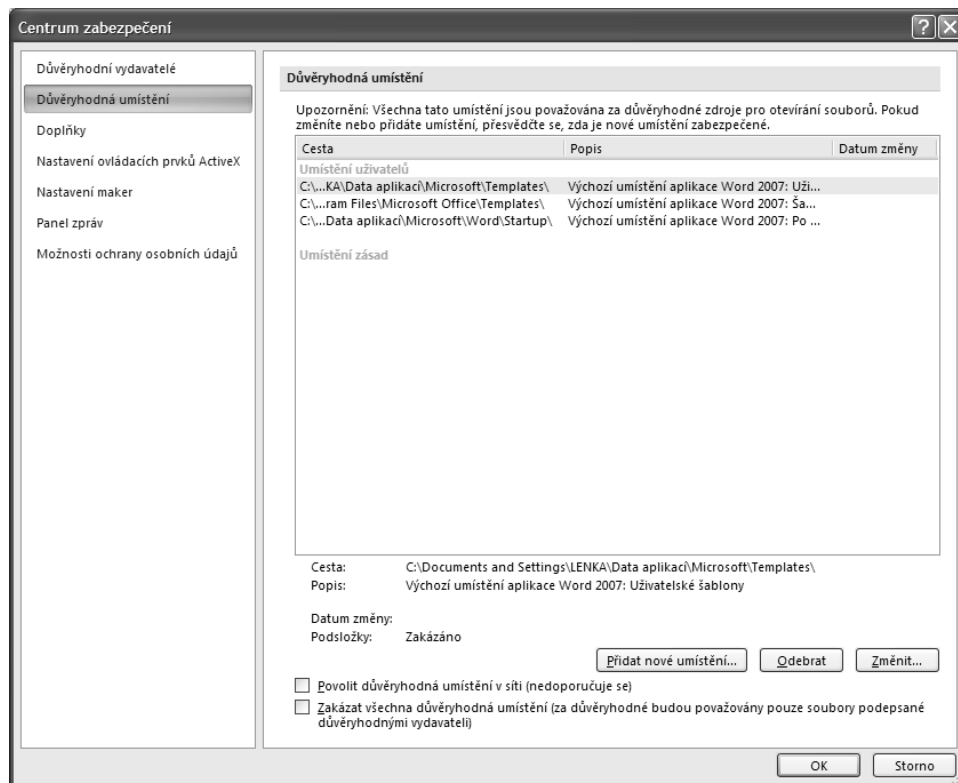 Centrum zabezpečení
Důvěryhodní vydavatelé
Důvěryhodná umístění
Doplňky
Nastavení ovládacích prvků ActiveX
Nastavení maker
Panel zpráv
Možnosti ochrany osobních údajů
Důvěryhodná umístění
Upozornění: Všechna tato umístění jsou považována za důvěryhodné zdroje pro otevírání souborů. Pokud
změníte nebo přidáte umístění, přesvědčte se, zda je nové umístění zabezpečené.
Cesta Popis Datum změny
Umístění uživatelů
C:\...KA\Data aplikací\Microsoft\Templates\ Výchozí umístění aplikace Word 2007: Uži...
C:\...ram Files\Microsoft Office\Templates\ Výchozí umístění aplikace Word 2007: Ša...
C:\...Data aplikací\Microsoft\Word\Startup\ Výchozí umístění aplikace Word 2007: Po ...
Umístění zásad
Cesta: C:\Documents and Settings\LENKA\Data aplikací\Microsoft\Templates\
Popis: Výchozí umístění aplikace Word 2007: Uživatelské šablony
Datum změny:
Podsložky: Zakázáno
Přidat nové umístění... Odebrat Změnit...
Povolit důvěryhodná umístění v síti (nedoporučuje se)
Zakázat všechna důvěryhodná umístění (za důvěryhodné budou považovány pouze soubory podepsané
důvěryhodnými vydavateli)
OK Storno